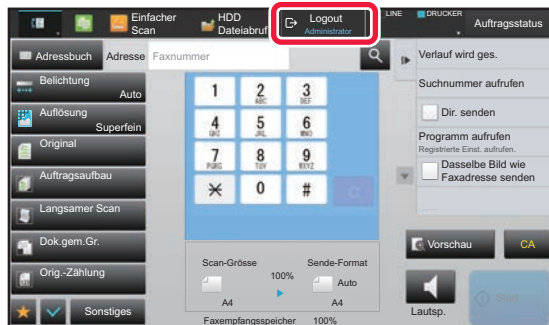 Einfacher
Scan
HDD
Dateiabruf
Logout
Administrator
LINE
DRUCKER
Auftragsstatus
Adressbuch
Adresse
Faxnummer
Verlauf wird ges.
Belichtung
Auto
Suchnummer aufrufen
Auflösung
Superfein
Dir. senden
Original
Programm aufrufen
Registrierte Einst. aufrufen.
Auftragsaufbau
Dasselbe Bild wie
Faxadresse senden
Langsamer Scan
Dok.gem.Gr.
Orig.-Zählung
Sonstiges
1
2 ABC
3 DEF
4 GHI
5 JKL
6 MNO
7 PQRS
8 TUV
9 WXYZ
0
#
C
Scan-Grösse
Sende-Format
100%
Auto
A4
A4
Faxempfangsspeicher 100%
Vorschau
CA
Lautsp.
Start